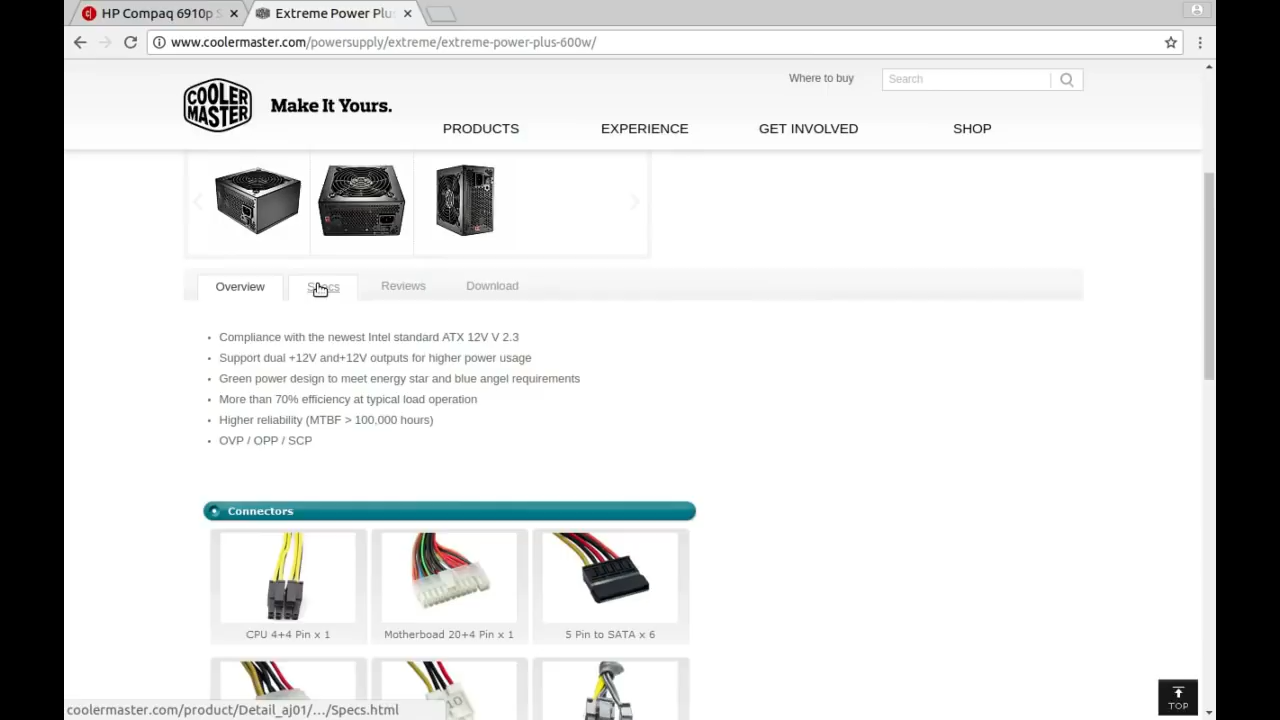 HP Compaq 6910p S
Extreme Power Plu
www.coolermaster.com/powersupply/extreme/extreme-power-plus-600w/
Where to buy
Search
COOLER
MASTER
Make It Yours.
PRODUCTS
EXPERIENCE
GET INVOLVED
SHOP
Overview
Specs
Reviews
Download
Compliance with the newest Intel standard ATX 12V V 2.3
Support dual +12V and+12V outputs for higher power usage
Green power design to meet energy star and blue angel requirements
More than 70% efficiency at typical load operation
Higher reliability (MTBF > 100,000 hours)
OVP / OPP / SCP
Connectors
CPU 4+4 Pin x 1
Motherboad 20+4 Pin x 1
5 Pin to SATA x 6
TOP
coolermaster.com/product/Detail_aj01/…/Specs.html